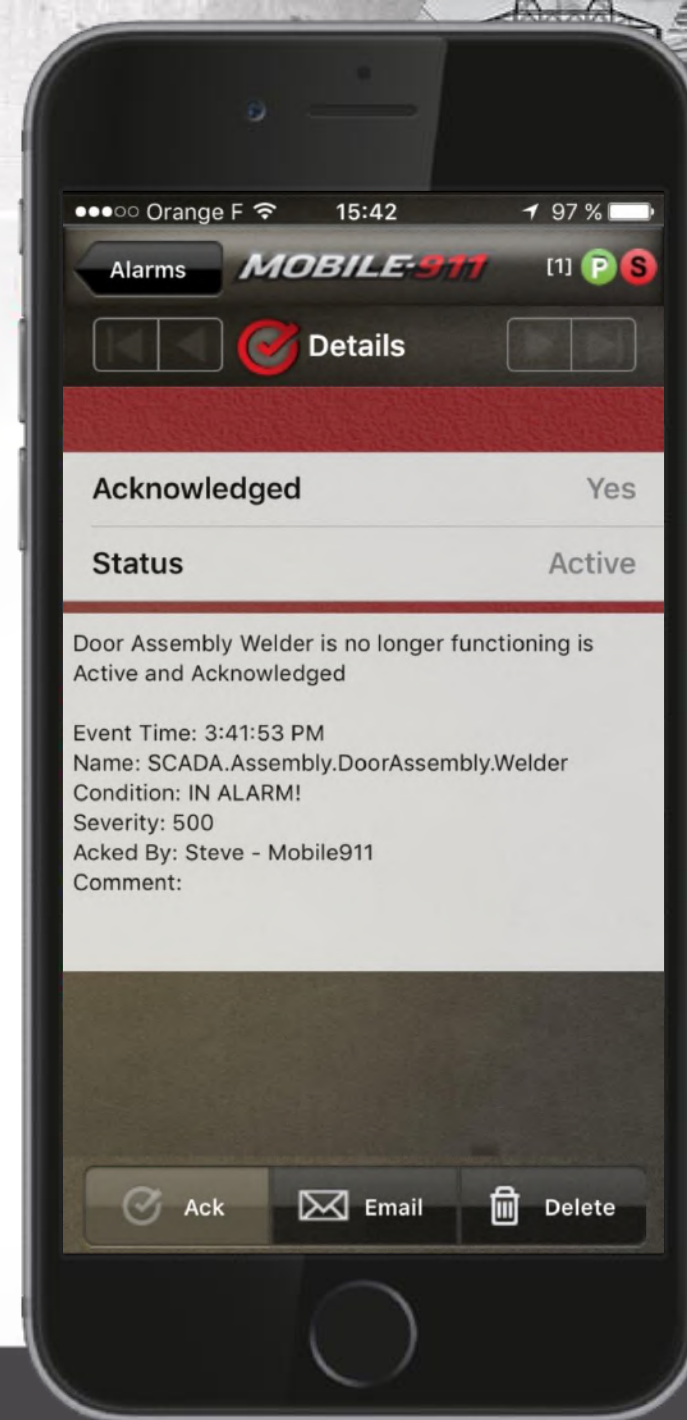 Orange F 15:42 97 %
Alarms MOBILE-911 [1] P S
Details
Acknowledged Yes
Status Active
Door Assembly Welder is no longer functioning is
Active and Acknowledged
Event Time: 3:41:53 PM
Name: SCADA.Assembly.DoorAssembly.Welder
Condition: IN ALARM!
Severity: 500
Acked By: Steve - Mobile911
Comment:
Ack Email Delete